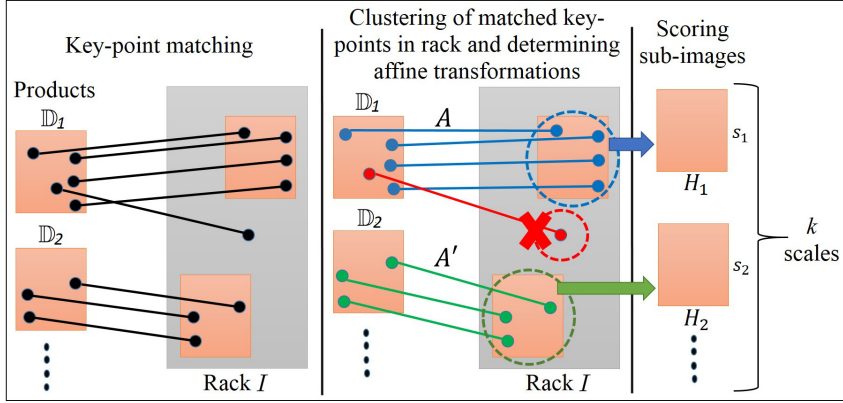 Key-point matching
Products
𝔻1
𝔻2
Rack I
Clustering of matched key-
points in rack and determining
affine transformations
𝔻1
A
𝔻2
A′
Rack I
Scoring
sub-images
s1
H1
s2
H2
k
scales